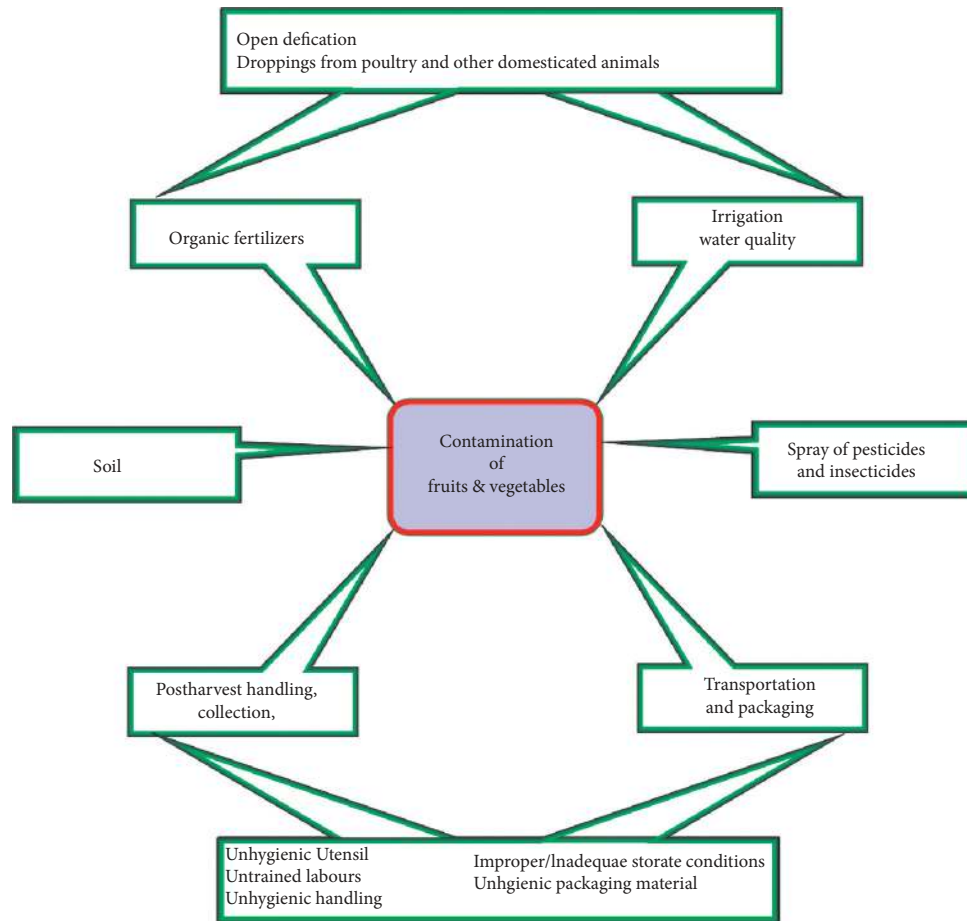 Open defication
Droppings from poultry and other domesticated animals
Organic fertilizers
Irrigation
water quality
Contamination
of
fruits & vegetables
Soil
Spray of pesticides
and insecticides
Postharvest handling,
collection,
Transportation
and packaging
Unhygienic Utensil
Untrained labours
Unhygienic handling
Improper/Inadequae storate conditions
Unhgienic packaging material